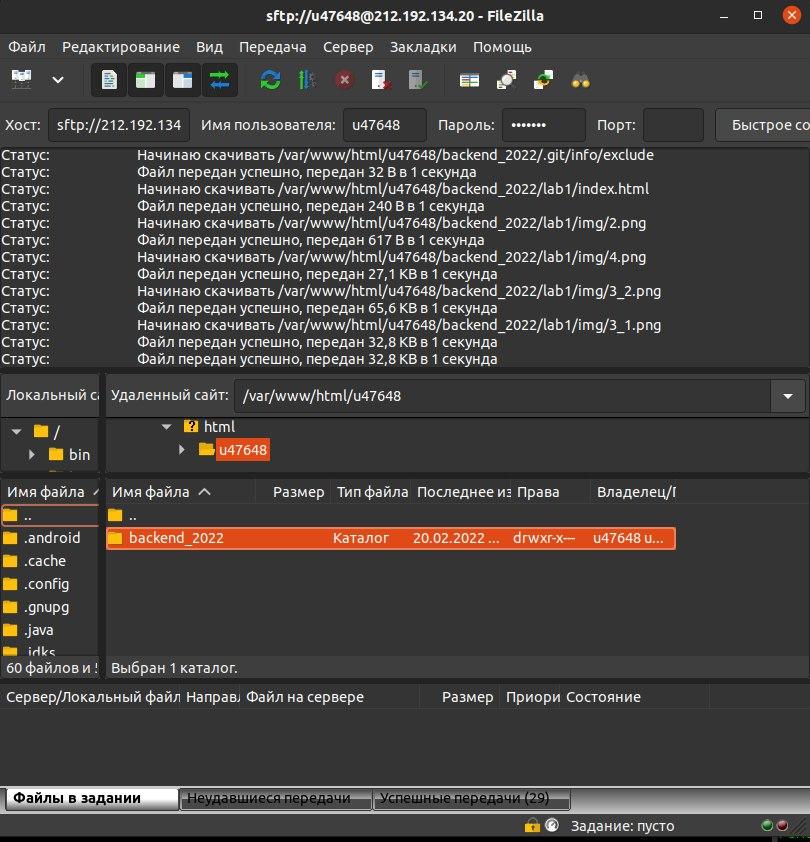 sftp://u47648@212.192.134.20 - FileZilla
Файл Редактирование Вид Передача Сервер Закладки Помощь
Хост: sftp://212.192.134 Имя пользователя: u47648 Пароль: ••••••• Порт: Быстрое со
Статус: Начинаю скачивать /var/www/html/u47648/backend_2022/.git/info/exclude
Статус: Файл передан успешно, передан 32 B в 1 секунда
Статус: Начинаю скачивать /var/www/html/u47648/backend_2022/lab1/index.html
Статус: Файл передан успешно, передан 240 B в 1 секунда
Статус: Начинаю скачивать /var/www/html/u47648/backend_2022/lab1/img/2.png
Статус: Файл передан успешно, передан 617 B в 1 секунда
Статус: Начинаю скачивать /var/www/html/u47648/backend_2022/lab1/img/4.png
Статус: Файл передан успешно, передан 27,1 KB в 1 секунда
Статус: Начинаю скачивать /var/www/html/u47648/backend_2022/lab1/img/3_2.png
Статус: Файл передан успешно, передан 65,6 KB в 1 секунда
Статус: Начинаю скачивать /var/www/html/u47648/backend_2022/lab1/img/3_1.png
Статус: Файл передан успешно, передан 32,8 KB в 1 секунда
Статус: Файл передан успешно, передан 32,8 KB в 1 секунда
Локальный са Удаленный сайт: /var/www/html/u47648
/ ? html
bin u47648
Имя файла Имя файла Размер Тип файла Последнее из Права Владелец/Г
.. ..
.android backend_2022 Каталог 20.02.2022 ... drwxr-x--- u47648 u...
.cache
.config
.gnupg
.java
.jdks
60 файлов и Выбран 1 каталог.
Сервер/Локальный файл Направл Файл на сервере Размер Приори Состояние
Файлы в задании Неудавшиеся передачи Успешные передачи (29)
Задание: пусто